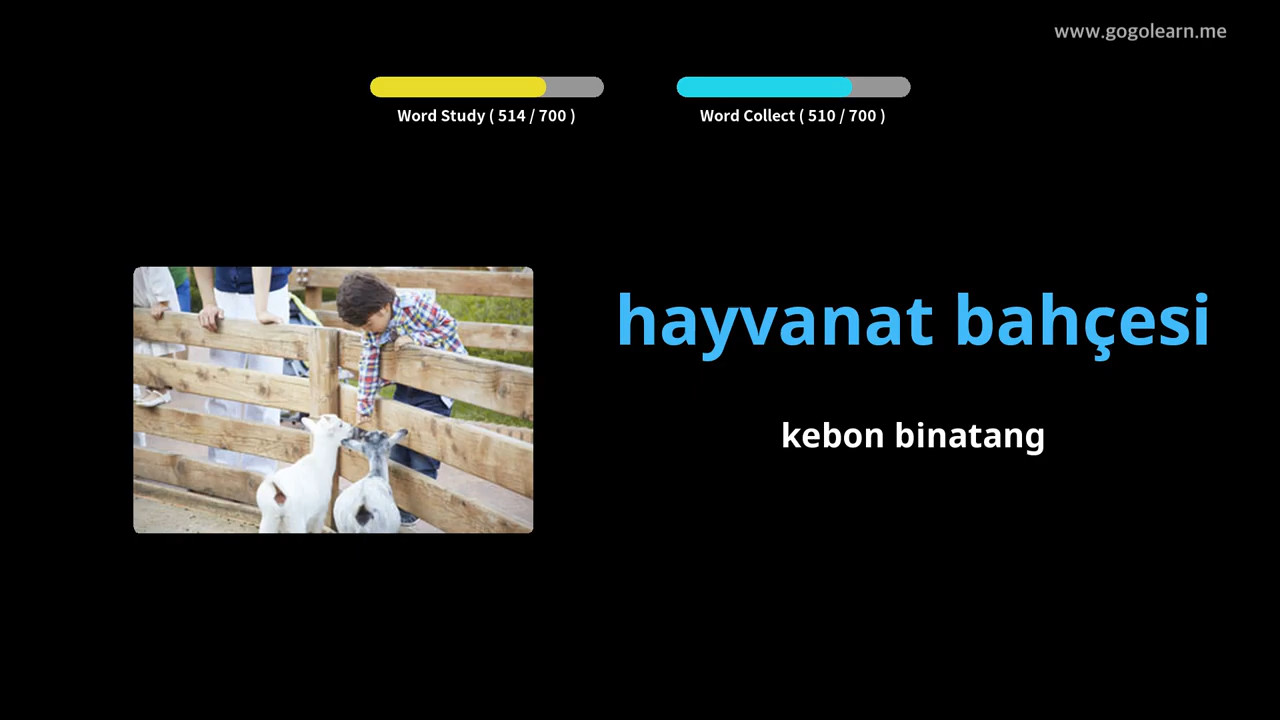 www.gogolearn.me
Word Study ( 514 / 700 )
Word Collect ( 510 / 700 )
hayvanat bahçesi
kebon binatang